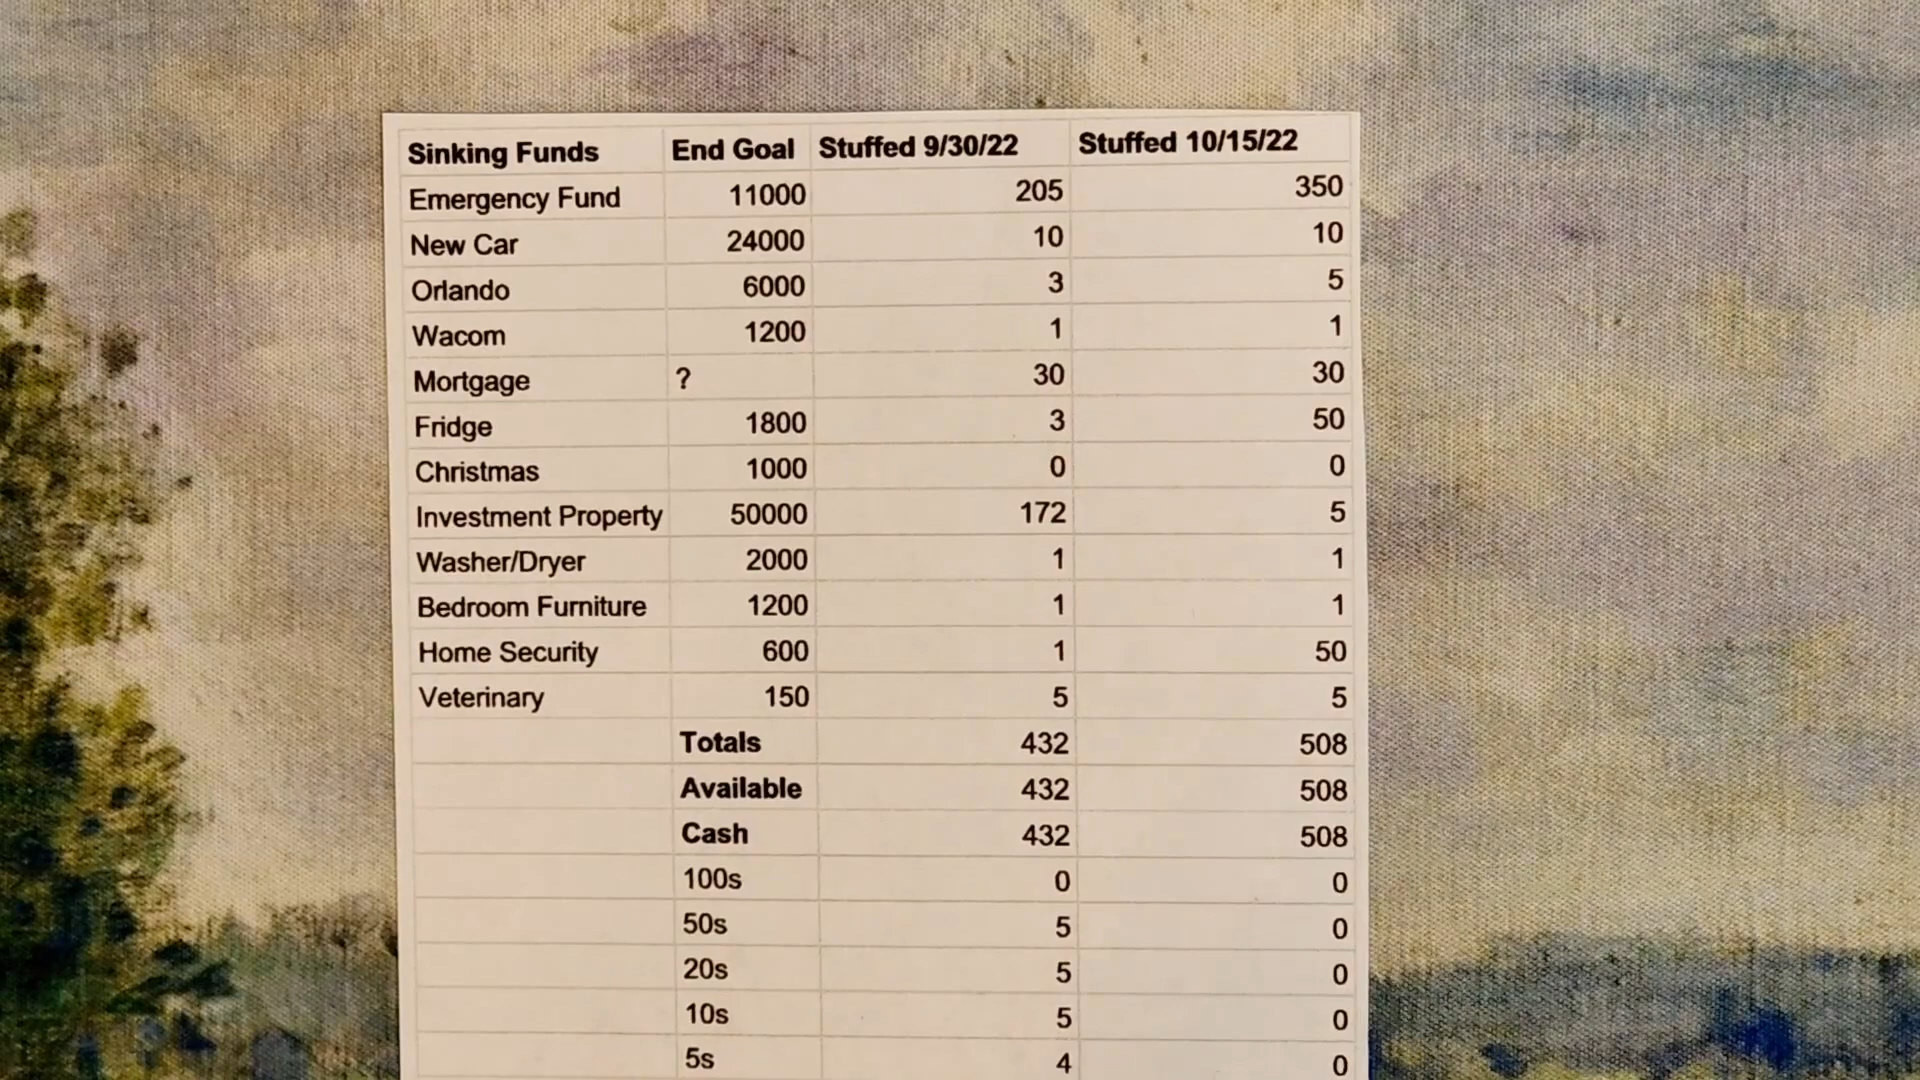 Sinking Funds End Goal Stuffed 9/30/22 Stuffed 10/15/22
Emergency Fund 11000 205 350
New Car 24000 10 10
Orlando 6000 3 5
Wacom 1200 1 1
Mortgage ? 30 30
Fridge 1800 3 50
Christmas 1000 0 0
Investment Property 50000 172 5
Washer/Dryer 2000 1 1
Bedroom Furniture 1200 1 1
Home Security 600 1 50
Veterinary 150 5 5
Totals 432 508
Available 432 508
Cash 432 508
100s 0 0
50s 5 0
20s 5 0
10s 5 0
5s 4 0